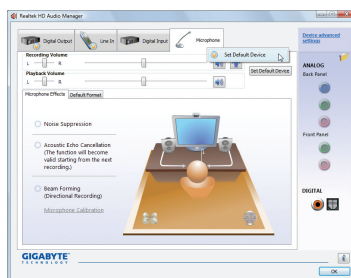 Realtek HD Audio Manager
Digital Output
Line In
Digital Input
Microphone
Device advanced
settings
Set Default Device
Recording Volume
L
R
Set Default Device
Playback Volume
L
R
ANALOG
Back Panel
Microphone Effects
Default Format
Noise Suppression
Acoustic Echo Cancellation
(The function will become
valid starting from the next
recording.)
Front Panel
Beam Forming
(Directional Recording)
Microphone Calibration
DIGITAL
GIGABYTE
TECHNOLOGY
i
OK